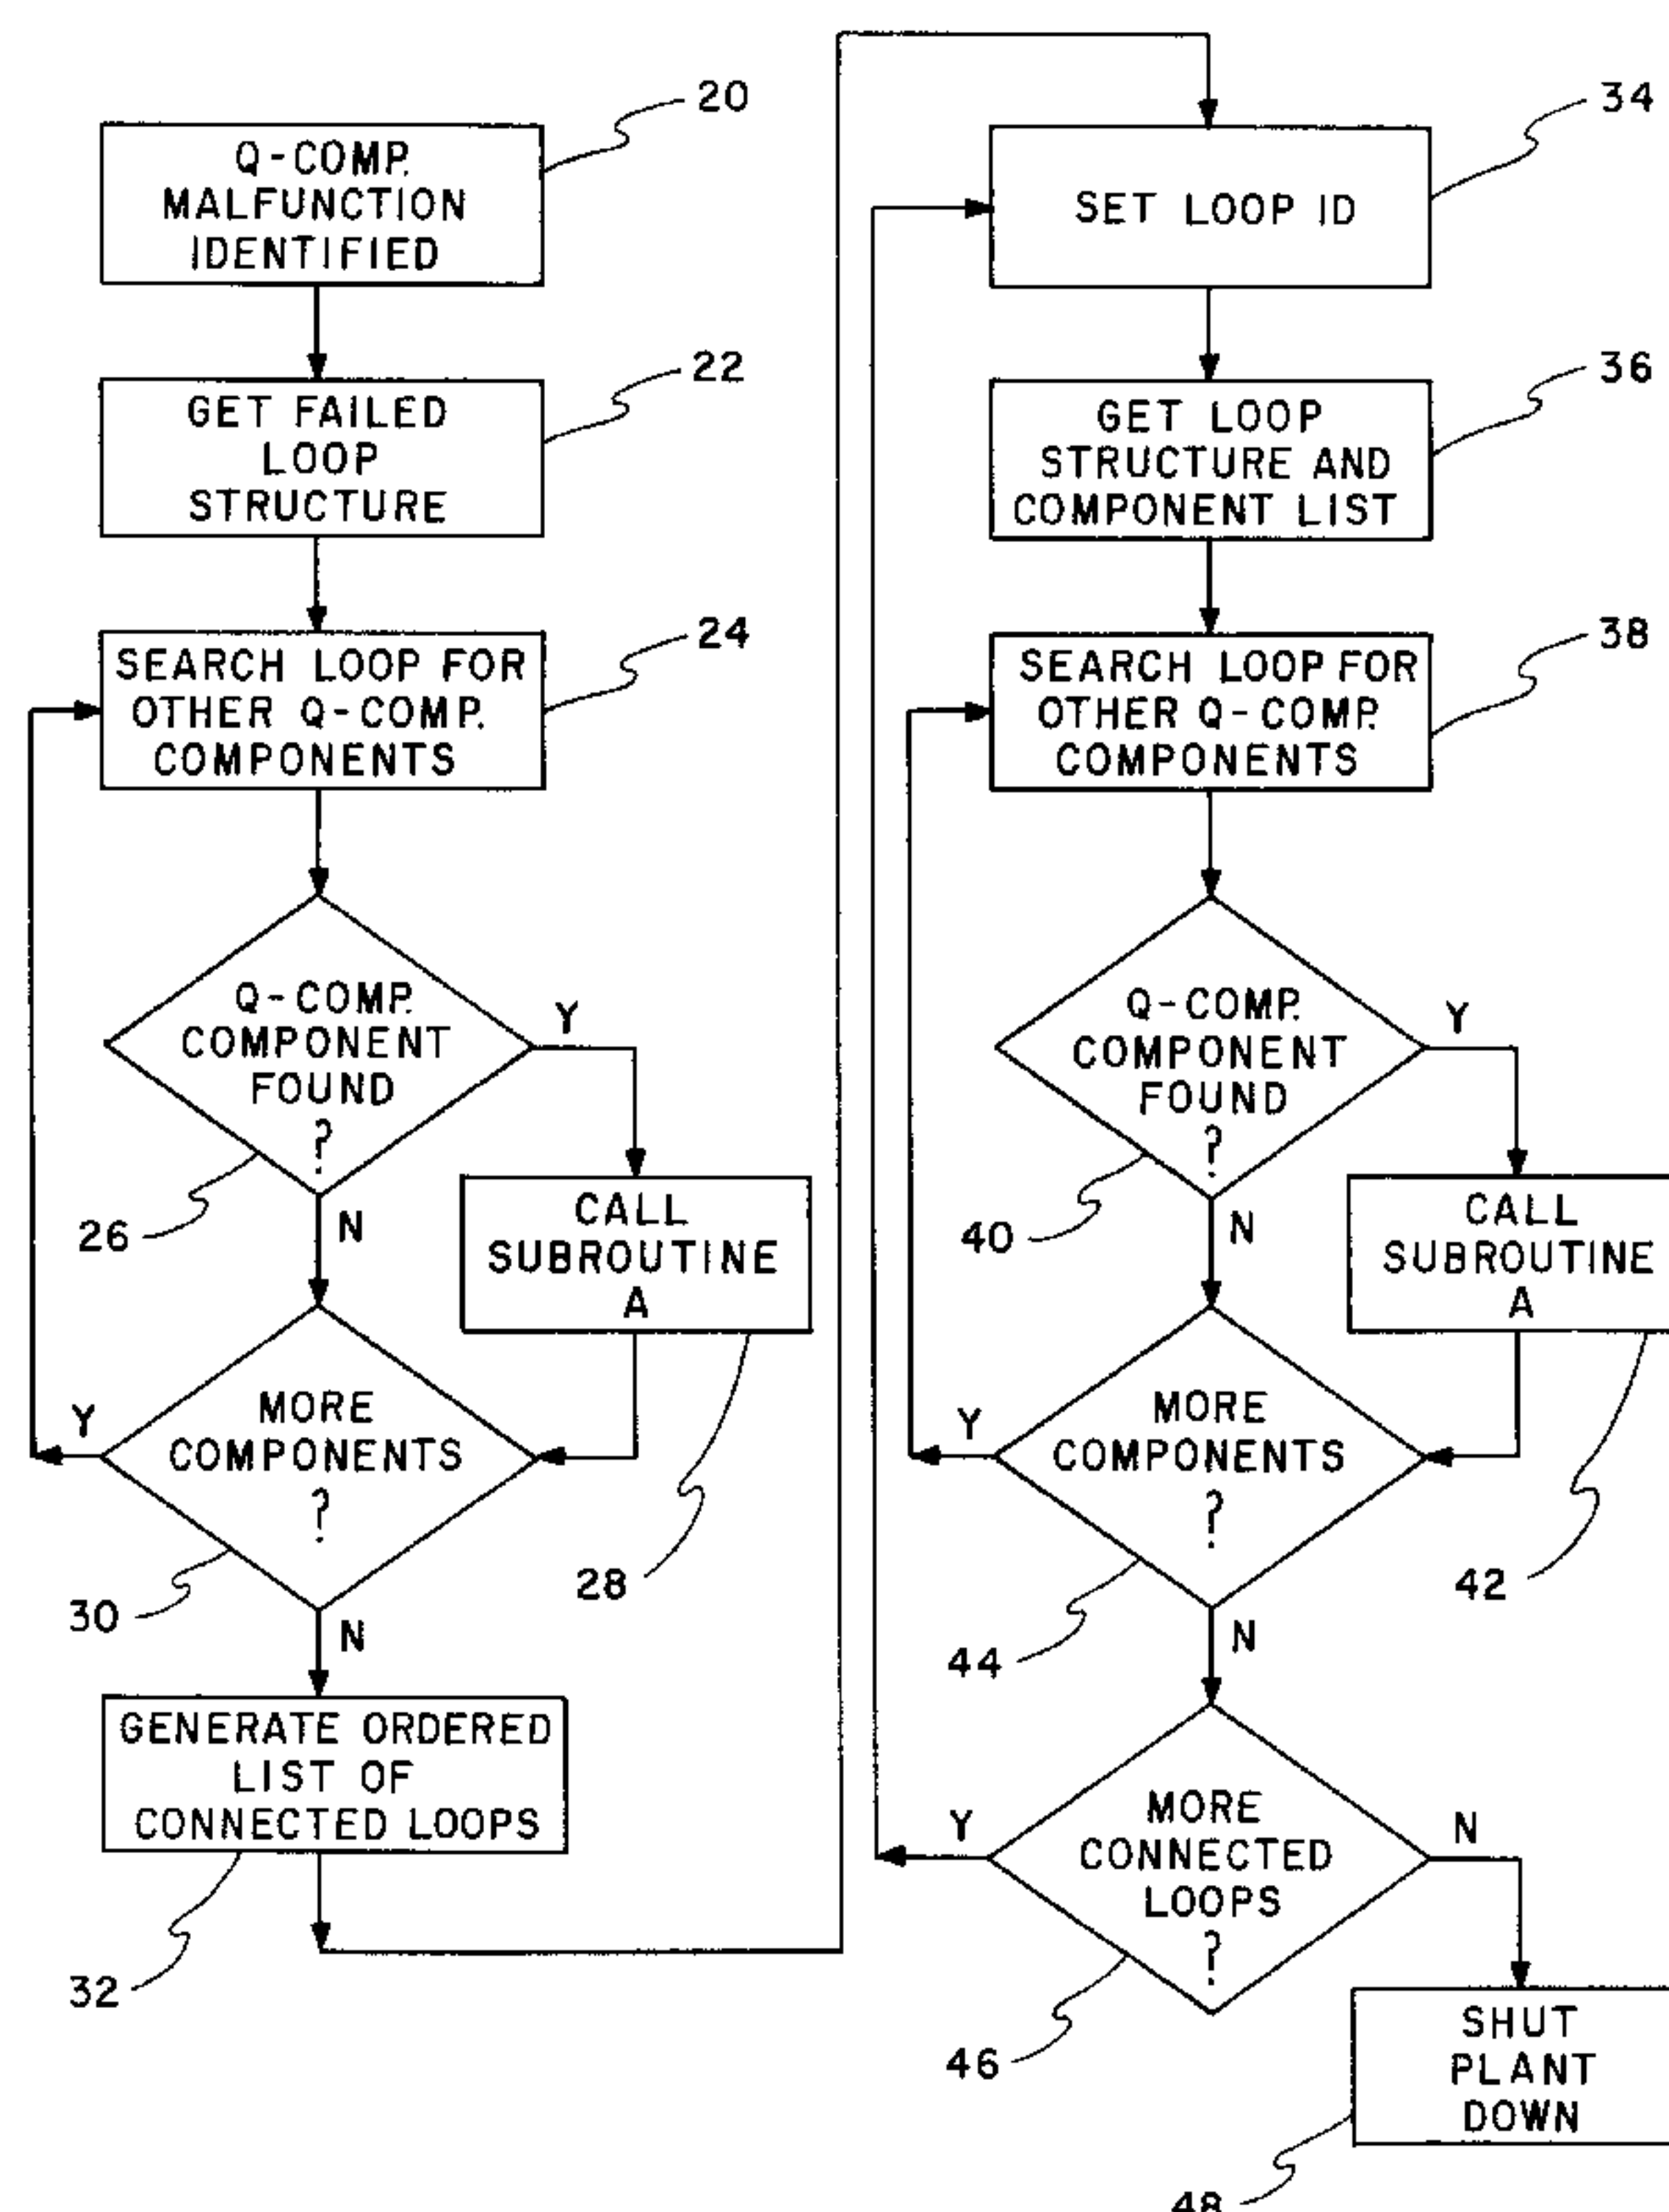 20
Q-COMP.
MALFUNCTION
IDENTIFIED
22
GET FAILED
LOOP
STRUCTURE
24
SEARCH LOOP FOR
OTHER Q-COMP.
COMPONENTS
Q-COMP.
COMPONENT
FOUND
?
Y
26
N
CALL
SUBROUTINE
A
28
MORE
COMPONENTS
?
Y
30
N
GENERATE ORDERED
LIST OF
CONNECTED LOOPS
32
34
SET LOOP ID
36
GET LOOP
STRUCTURE AND
COMPONENT LIST
38
SEARCH LOOP FOR
OTHER Q-COMP.
COMPONENTS
Q-COMP.
COMPONENT
FOUND
?
Y
40
N
CALL
SUBROUTINE
A
42
MORE
COMPONENTS
?
Y
44
N
MORE
CONNECTED
LOOPS
?
Y
N
46
SHUT
PLANT
DOWN
48